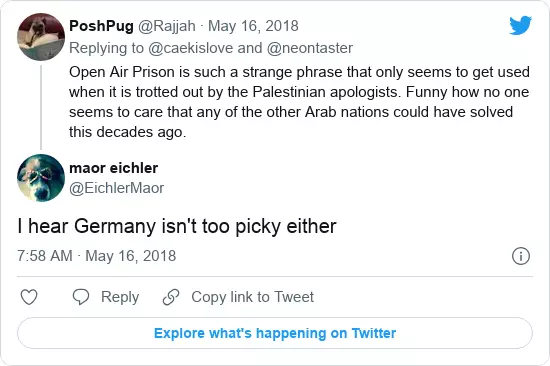 PoshPug @Rajjah · May 16, 2018
Replying to @caekislove and @neontaster
Open Air Prison is such a strange phrase that only seems to get used
when it is trotted out by the Palestinian apologists. Funny how no one
seems to care that any of the other Arab nations could have solved
this decades ago.
maor eichler
@EichlerMaor
I hear Germany isn't too picky either
7:58 AM · May 16, 2018
Reply
Copy link to Tweet
Explore what's happening on Twitter